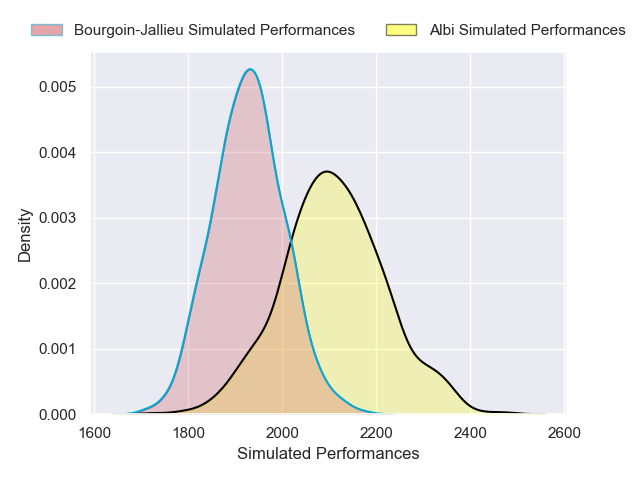 Bourgoin-Jallieu Simulated Performances Albi Simulated Performances
0.005
0.004
0.003
0.002
0.001
0.000
Density
1600 1800 2000 2200 2400 2600
Simulated Performances